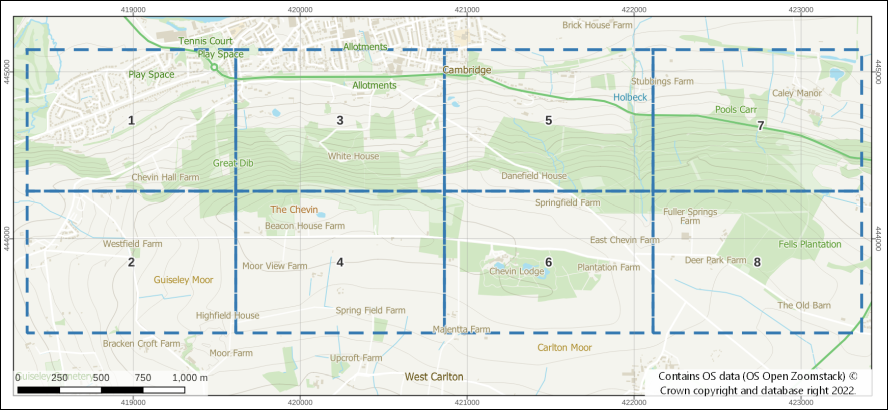 419000 420000 421000 422000 423000
Brick House Farm
Tennis Court
Play Space
Allotments
445000
Play Space
Cambridge
445000
Allotments
Stubbings Farm
Holbeck
Caley Manor
Pools Carr
1 3 5 7
White House
Great Dib
Chevin Hall Farm
Danefield House
Springfield Farm
The Chevin
Fuller Springs
Farm
Beacon House Farm
444000
Westfield Farm
East Chevin Farm
Fells Plantation
444000
2 4 6 8
Moor View Farm
Chevin Lodge
Plantation Farm
Deer Park Farm
Guiseley Moor
The Old Barn
Highfield House
Spring Field Farm
Malentta Farm
Bracken Croft Farm
Moor Farm
Upcroft Farm
Carlton Moor
Guiseley Cemetery
West Carlton
0 250 500 750 1,000 m
Contains OS data (OS Open Zoomstack) ©
Crown copyright and database right 2022.
419000 420000 421000 422000 423000